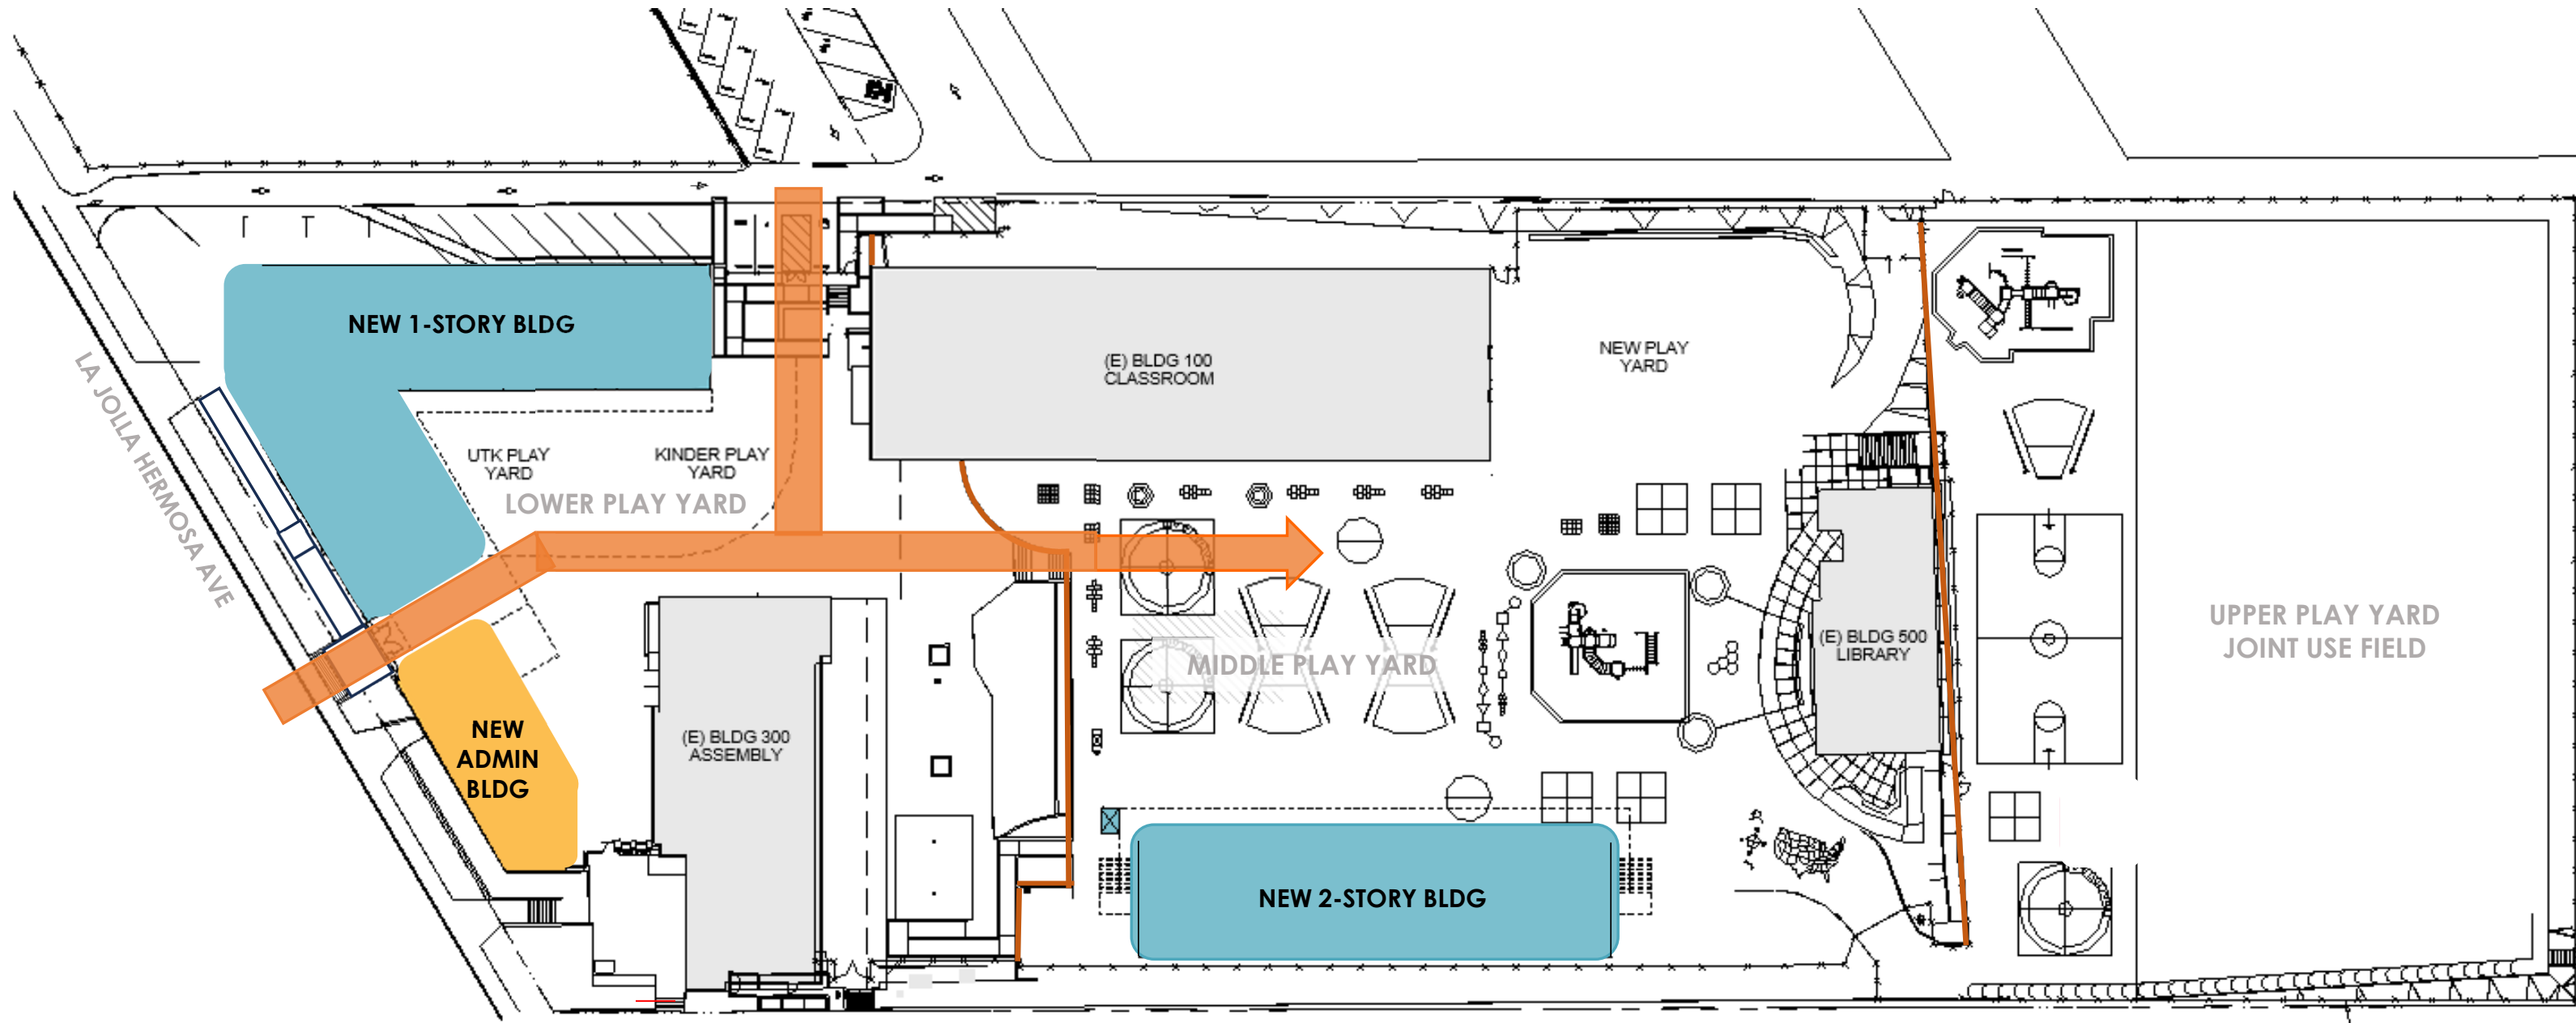 NEW 1-STORY BLDG
LA JOLLA HERMOSA AVE
UTK PLAY
YARD
KINDER PLAY
YARD
LOWER PLAY YARD
(E) BLDG 100
CLASSROOM
NEW PLAY
YARD
NEW
ADMIN
BLDG
(E) BLDG 300
ASSEMBLY
MIDDLE PLAY YARD
(E) BLDG 500
LIBRARY
UPPER PLAY YARD
JOINT USE FIELD
NEW 2-STORY BLDG